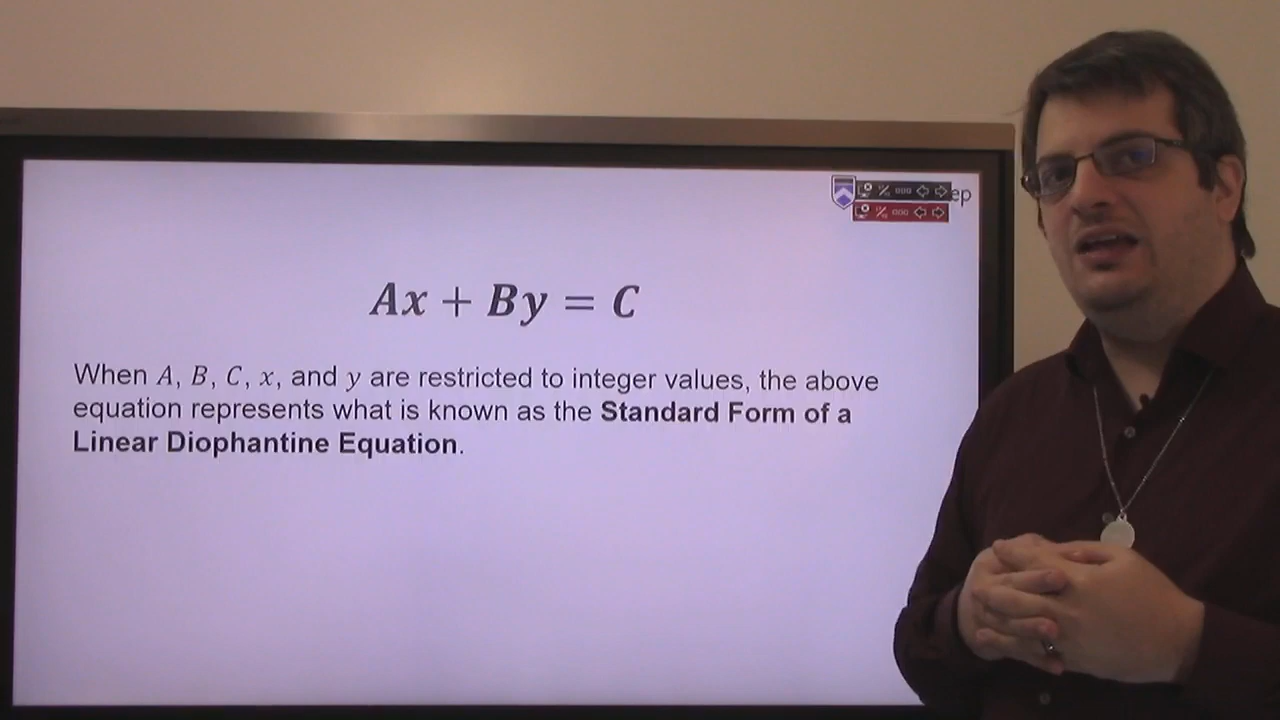 ep
Ax + By = C
When A, B, C, x, and y are restricted to integer values, the above
equation represents what is known as the Standard Form of a
Linear Diophantine Equation.